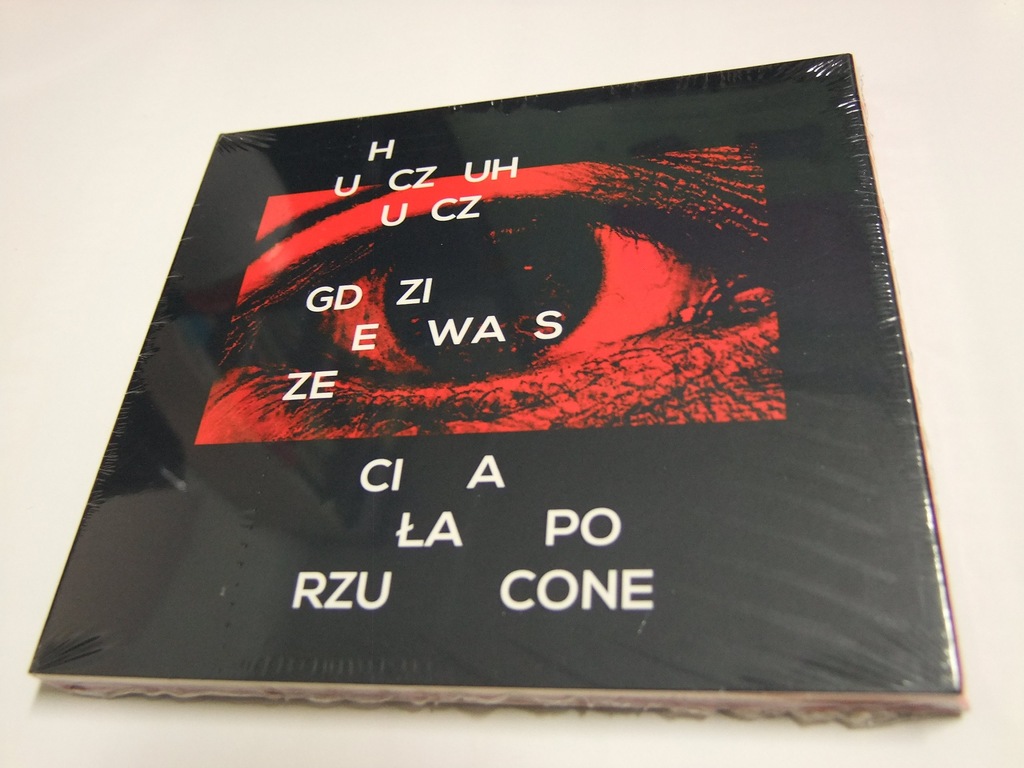 H
U CZ UH
U CZ
GD ZI
E WA S
ZE
CI A
ŁA PO
RZU CONE